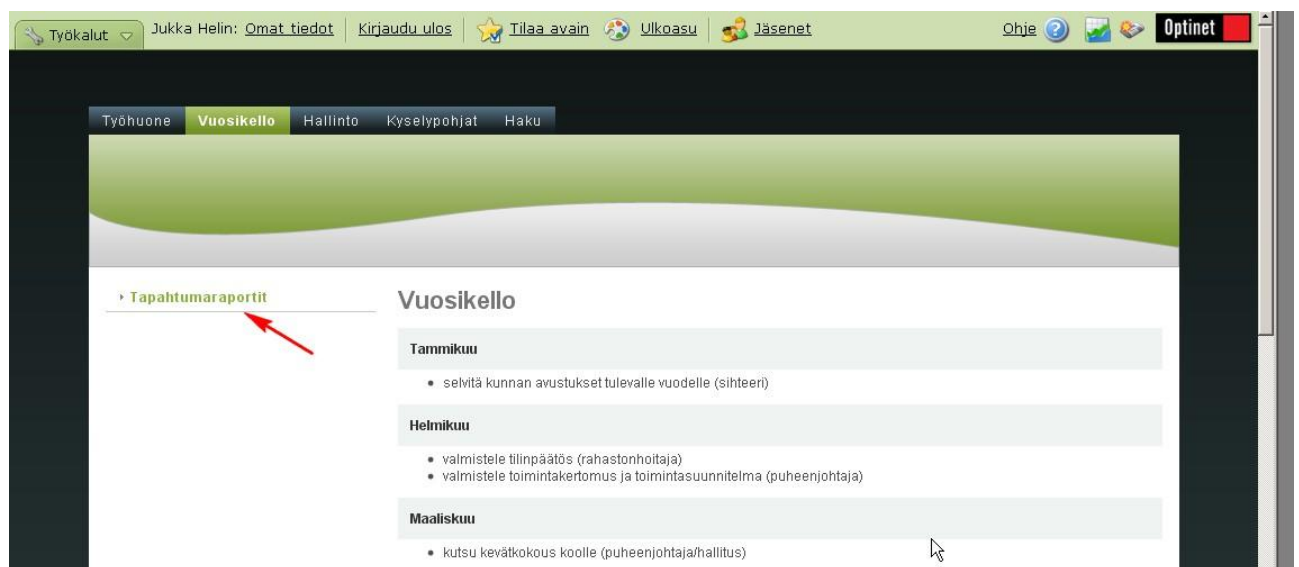 Työkalut Jukka Helin: Omat tiedot Kirjaudu ulos Tilaa avain Ulkoasu Jäsenet Ohje Optinet
Työhuone Vuosikello Hallinto Kyselypohjat Haku
Tapahtumaraportit
Vuosikello
Tammikuu
selvitä kunnan avustukset tulevalle vuodelle (sihteeri)
Helmikuu
valmistele tilinpäätös (rahastonhoitaja)
valmistele toimintakertomus ja toimintasuunnitelma (puheenjohtaja)
Maaliskuu
kutsu kevätkokous koolle (puheenjohtaja/hallitus)